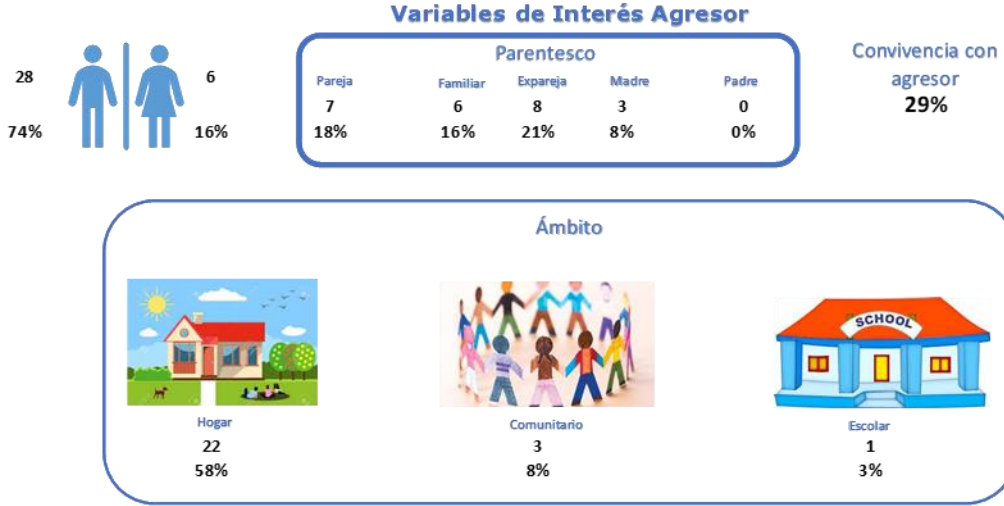 Variables de Interés Agresor
28
6
74%
16%
Parentesco
Pareja
Familiar
Expareja
Madre
Padre
7
6
8
3
0
18%
16%
21%
8%
0%
Convivencia con
agresor
29%
Ámbito
SCHOOL
Hogar
Comunitario
Escolar
22
3
1
58%
8%
3%